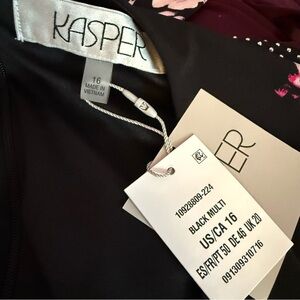 KASPER
16
MADE IN
VIETNAM
ER
10928809-224
BLACK MULTI
US/CA 16
ES/FR/PT 50 DE 46 UK 20
091309310716